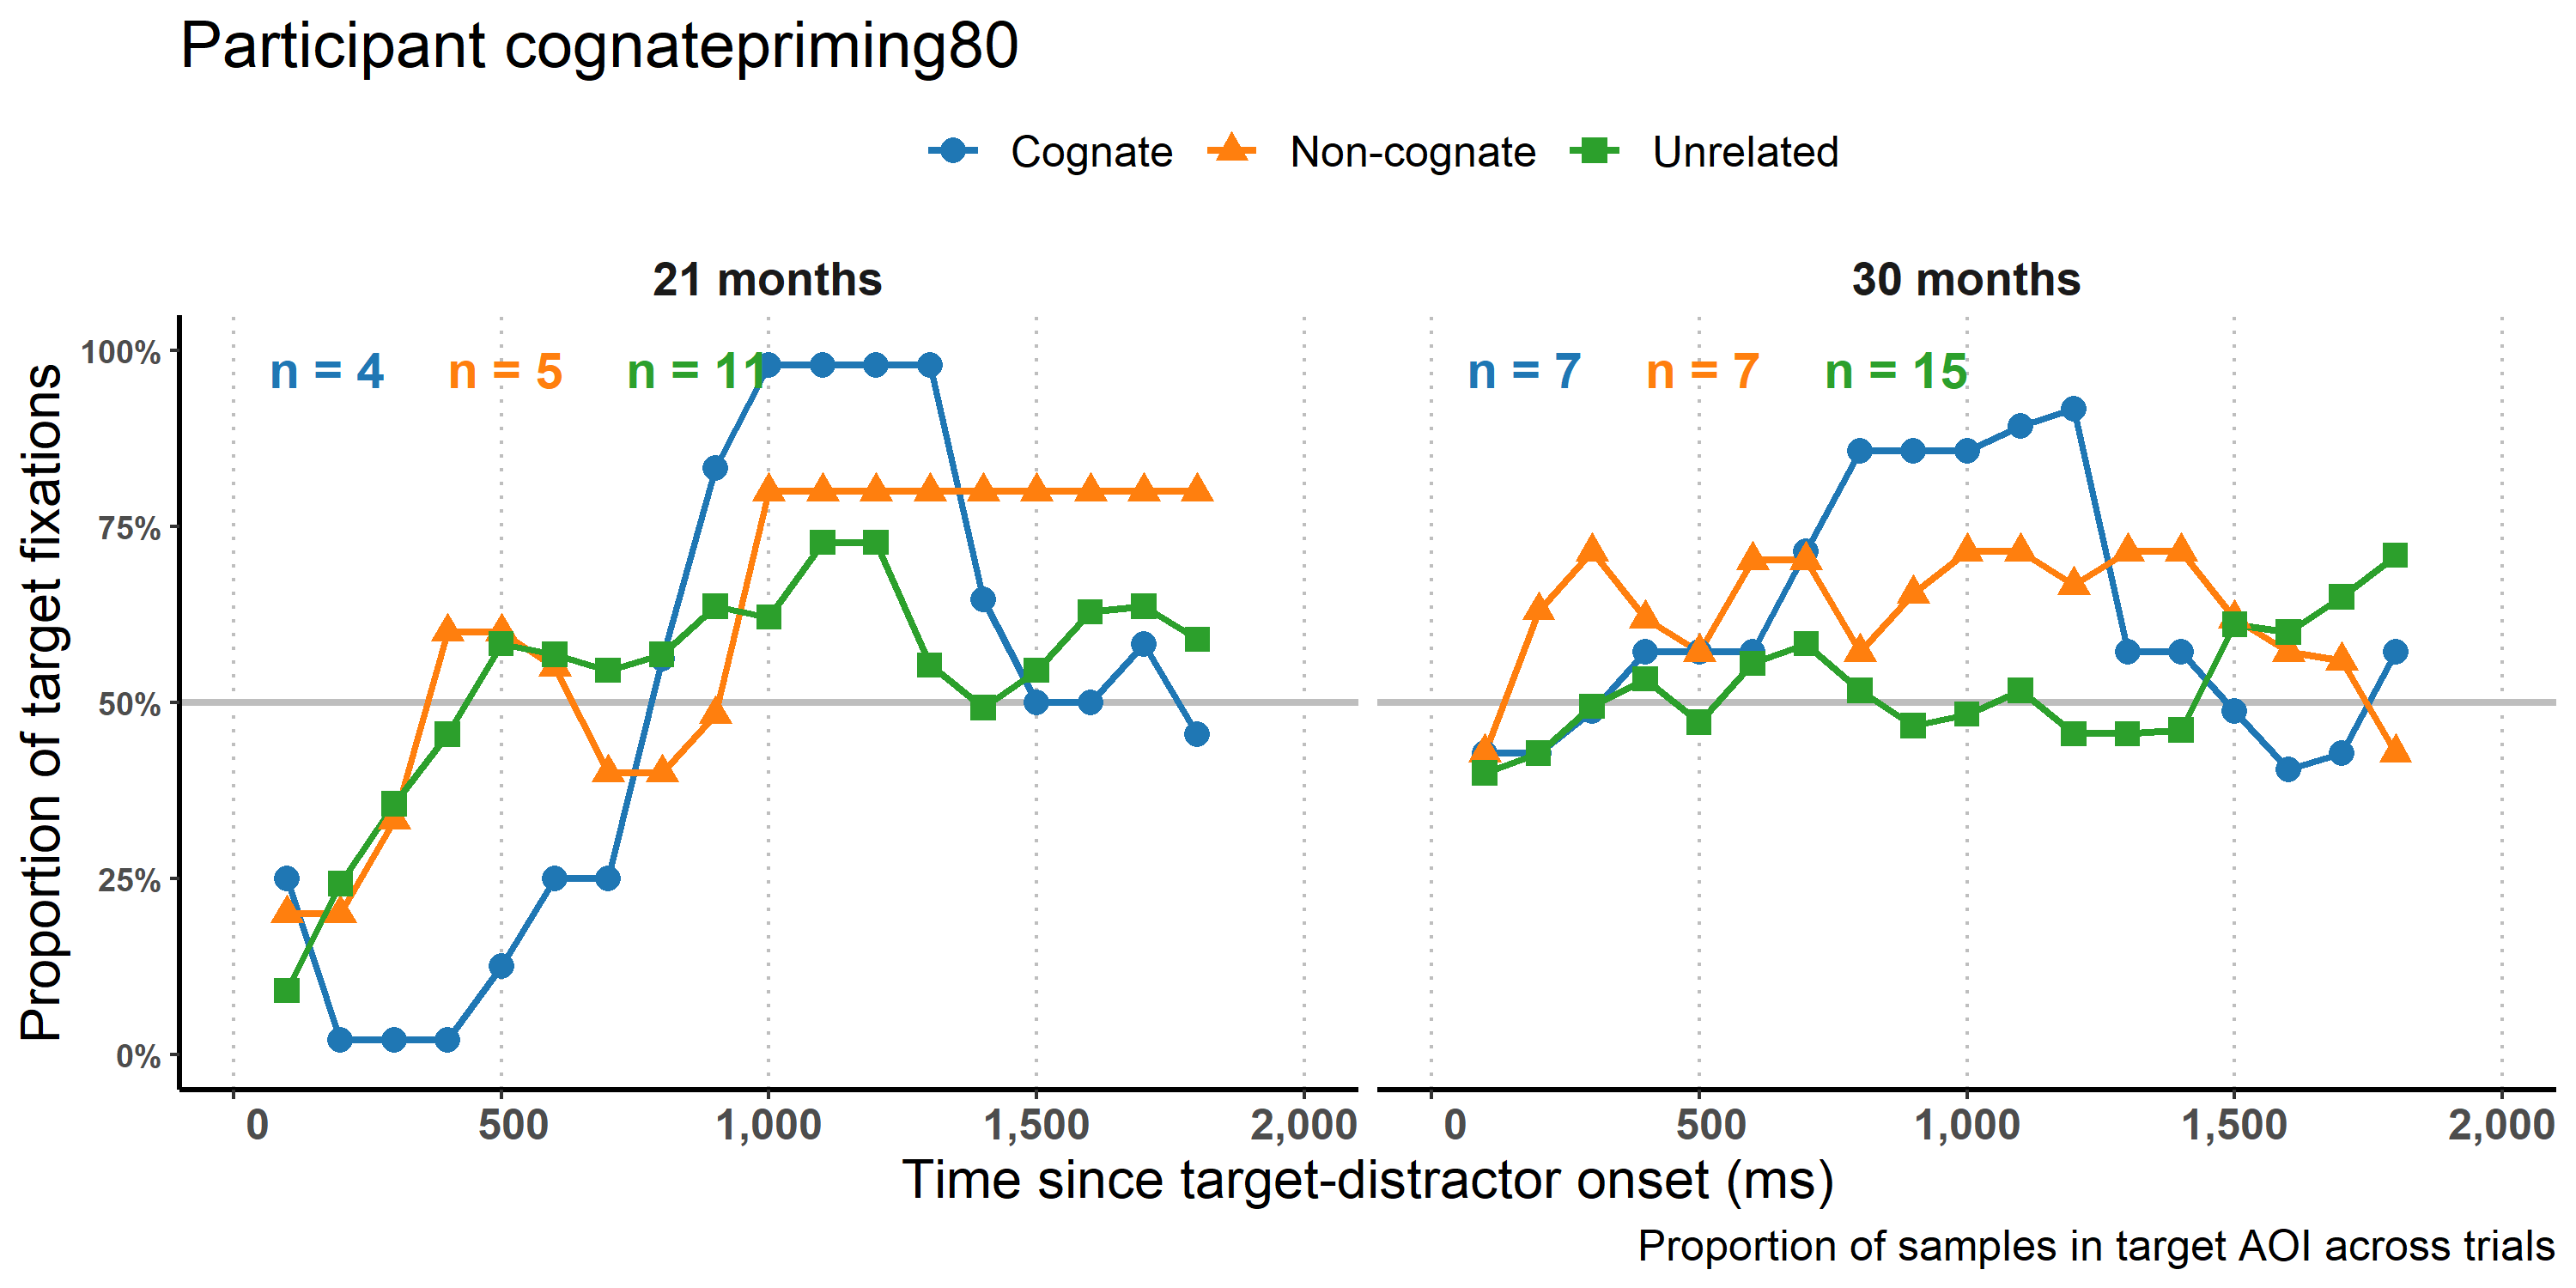 Participant cognatepriming80
Cognate Non-cognate Unrelated
21 months 30 months
n = 4 n = 5 n = 11 n = 7 n = 7 n = 15
Proportion of target fixations
100%
75%
50%
25%
0%
0 500 1,000 1,500 2,000 0 500 1,000 1,500 2,000
Time since target-distractor onset (ms)
Proportion of samples in target AOI across trials